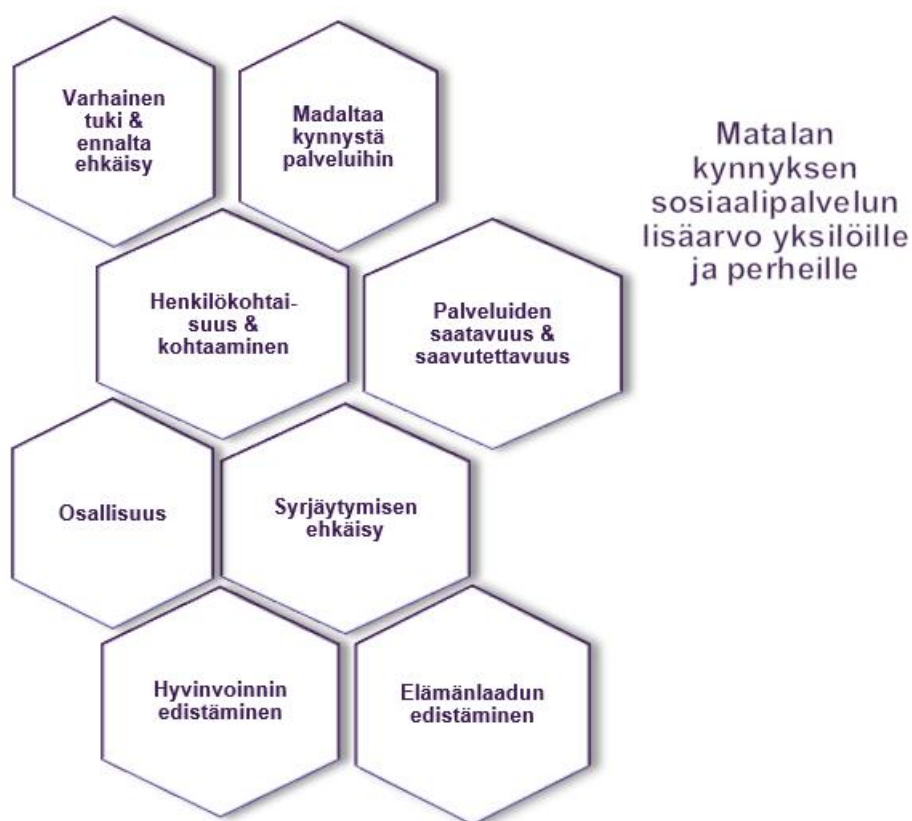 Varhainen
tuki &
ennalta
ehkäisy
Madaltaa
kynnystä
palveluihin
Matalan
kynnyksen
sosiaalipalvelun
lisäarvo yksilöille
ja perheille
Henkilökohtai-
suus &
kohtaaminen
Palveluiden
saatavuus &
saavutettavuus
Osallisuus
Syrjäytymisen
ehkäisy
Hyvinvoinnin
edistäminen
Elämänlaadun
edistäminen